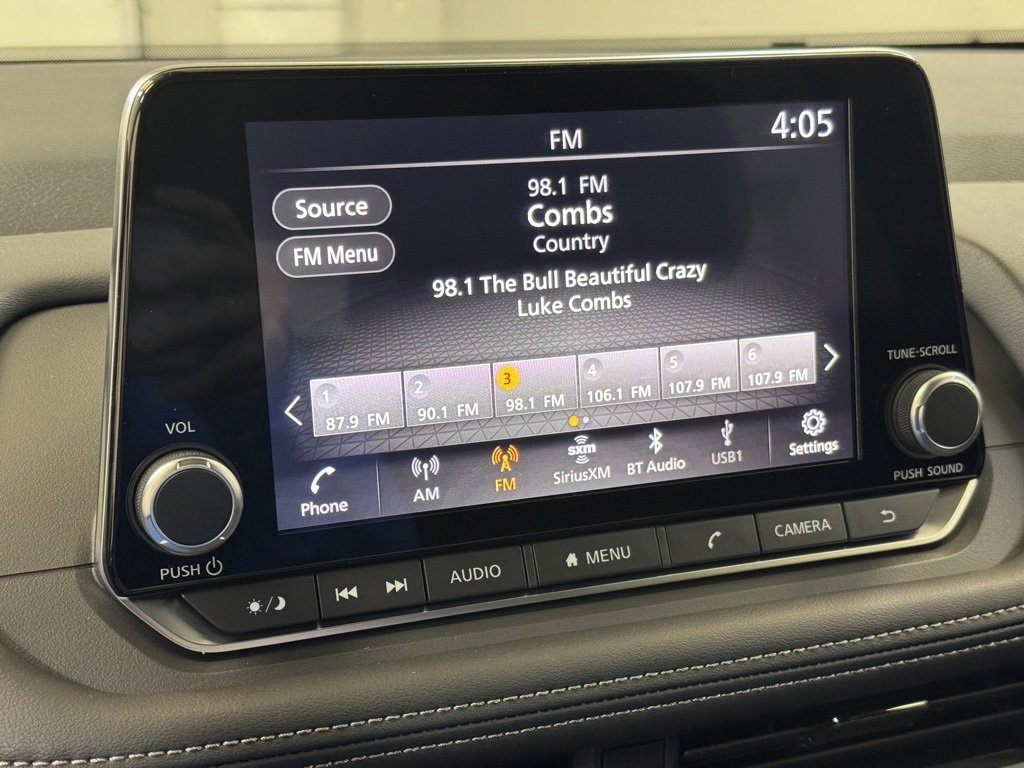 FM
4:05
Source
FM Menu
98.1 FM
Combs
Country
98.1 The Bull Beautiful Crazy
Luke Combs
1
87.9 FM
2
90.1 FM
3
98.1 FM
4
106.1 FM
5
107.9 FM
6
107.9 FM
Phone
AM
A
FM
sxm
SiriusXM
BT Audio
USB1
Settings
VOL
PUSH
TUNE·SCROLL
PUSH SOUND
AUDIO
MENU
CAMERA